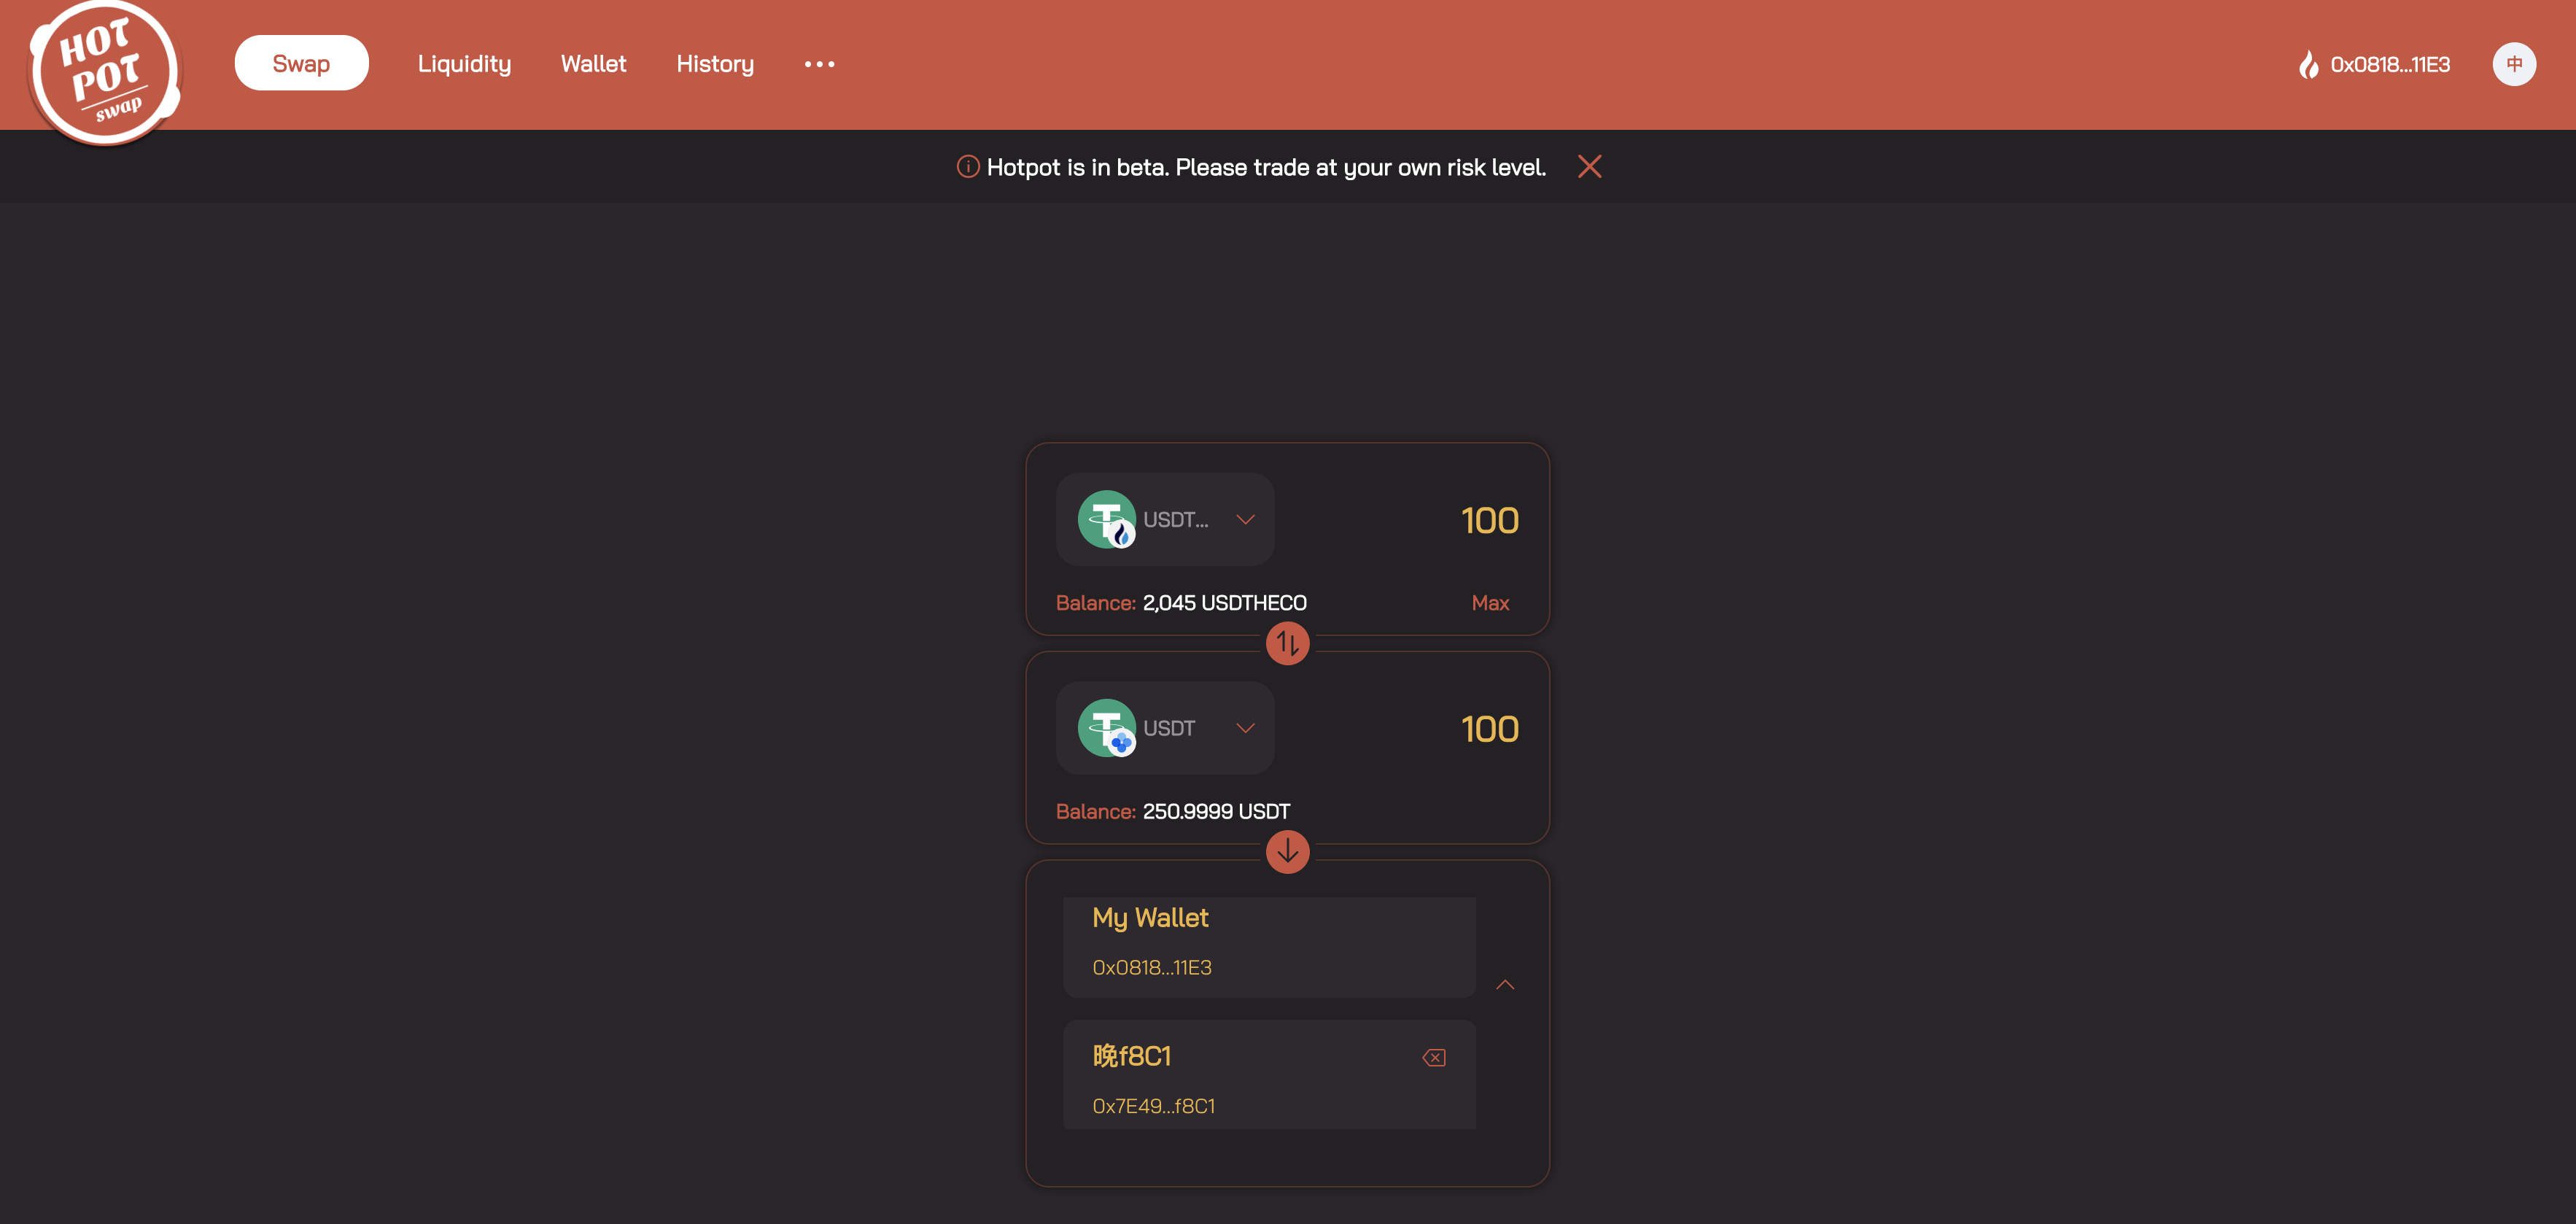 HOT
POT
swap
Swap
Liquidity
Wallet
History
0x0818...11E3
中
Hotpot is in beta. Please trade at your own risk level.
USDT...
100
Balance: 2,045 USDTHECO
Max
USDT
100
Balance: 250.9999 USDT
My Wallet
0x0818...11E3
晚f8C1
0x7E49...f8C1